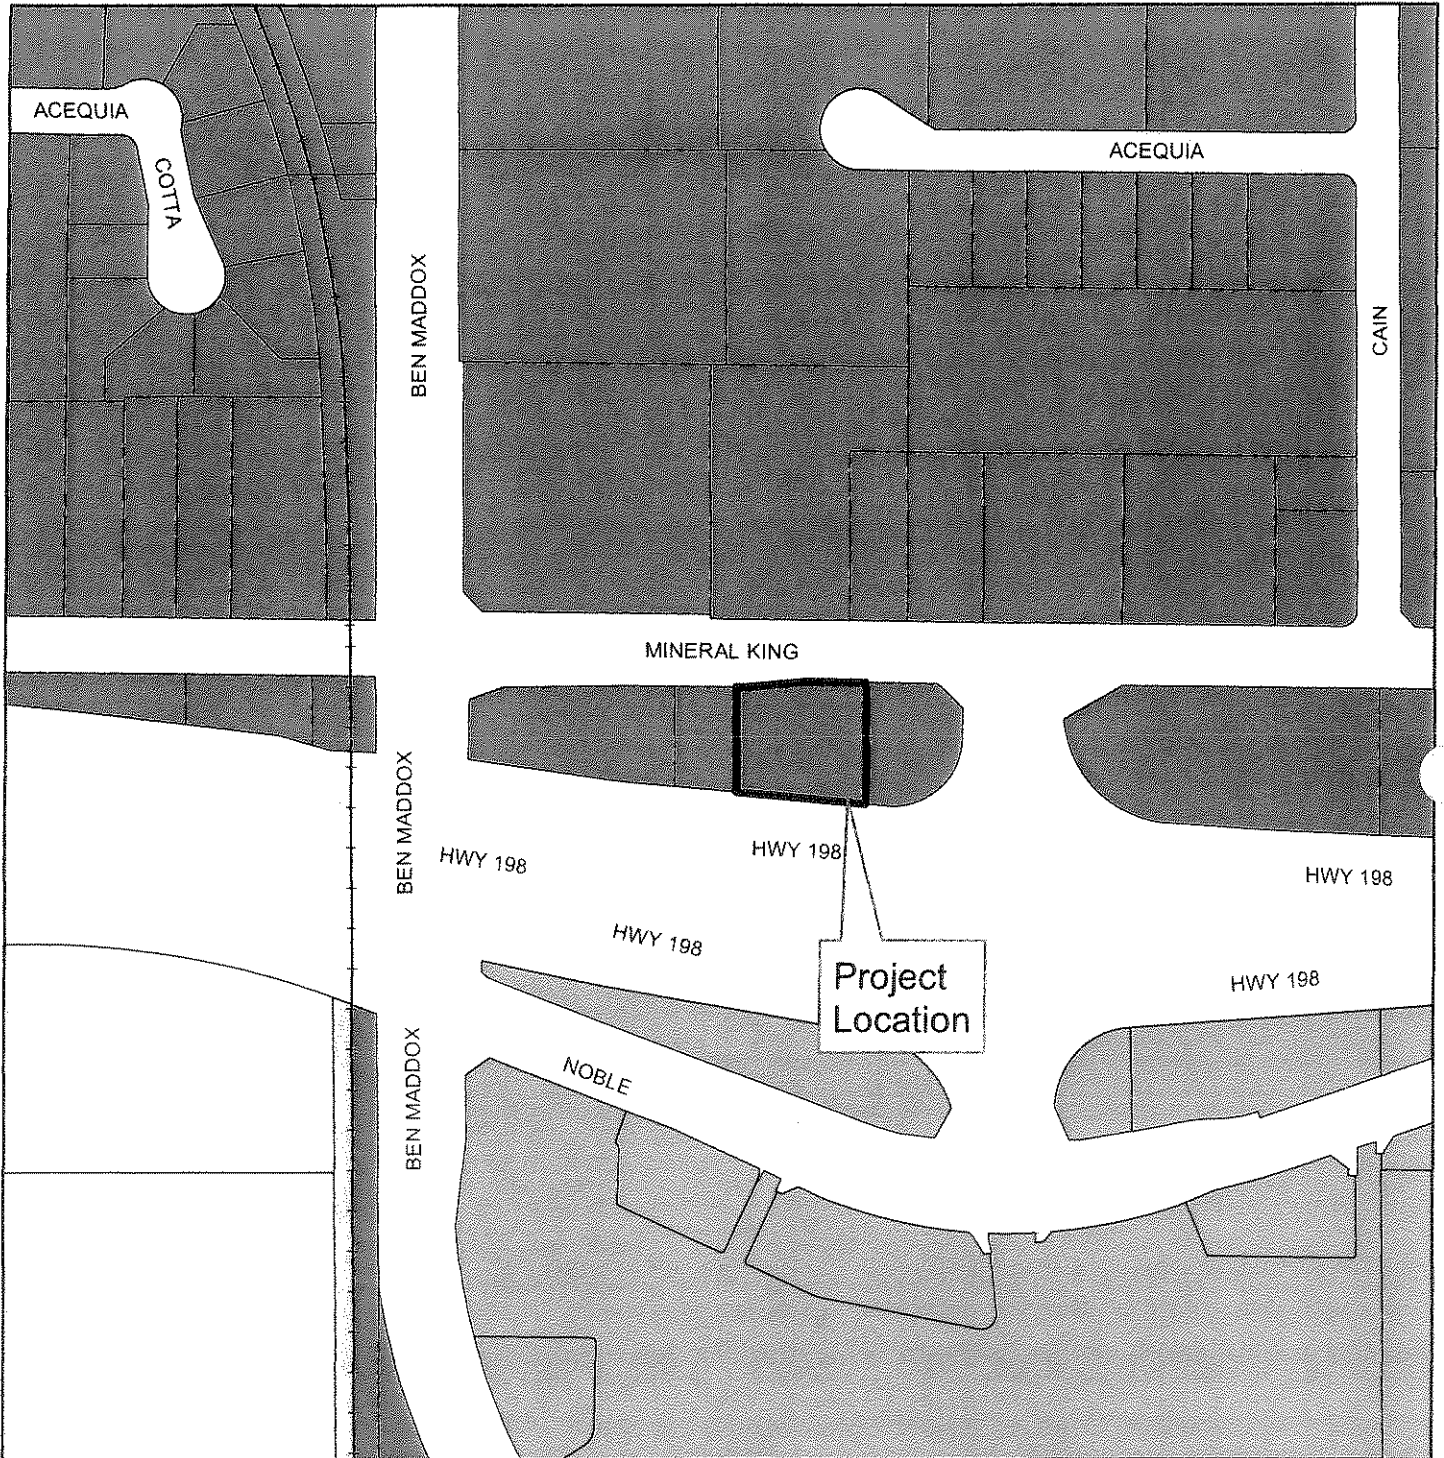 ACEQUIA
COTTA
ACEQUIA
BEN MADDOX
CAIN
MINERAL KING
BEN MADDOX
HWY 198
HWY 198
HWY 198
HWY 198
HWY 198
Project
Location
NOBLE
BEN MADDOX